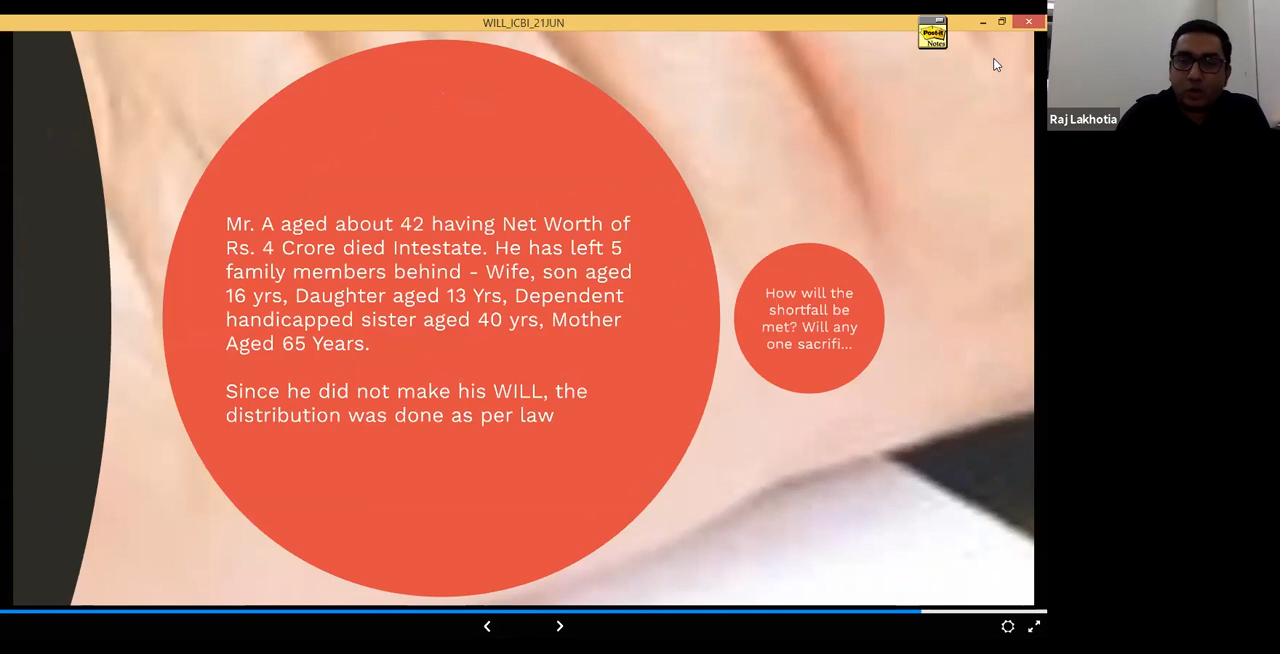 WILL_ICBI_21JUN
Post-it
Notes
Raj Lakhotia
Mr. A aged about 42 having Net Worth of
Rs. 4 Crore died Intestate. He has left 5
family members behind - Wife, son aged
16 yrs, Daughter aged 13 Yrs, Dependent
handicapped sister aged 40 yrs, Mother
Aged 65 Years.
Since he did not make his WILL, the
distribution was done as per law
How will the
shortfall be
met? Will any
one sacrifi...